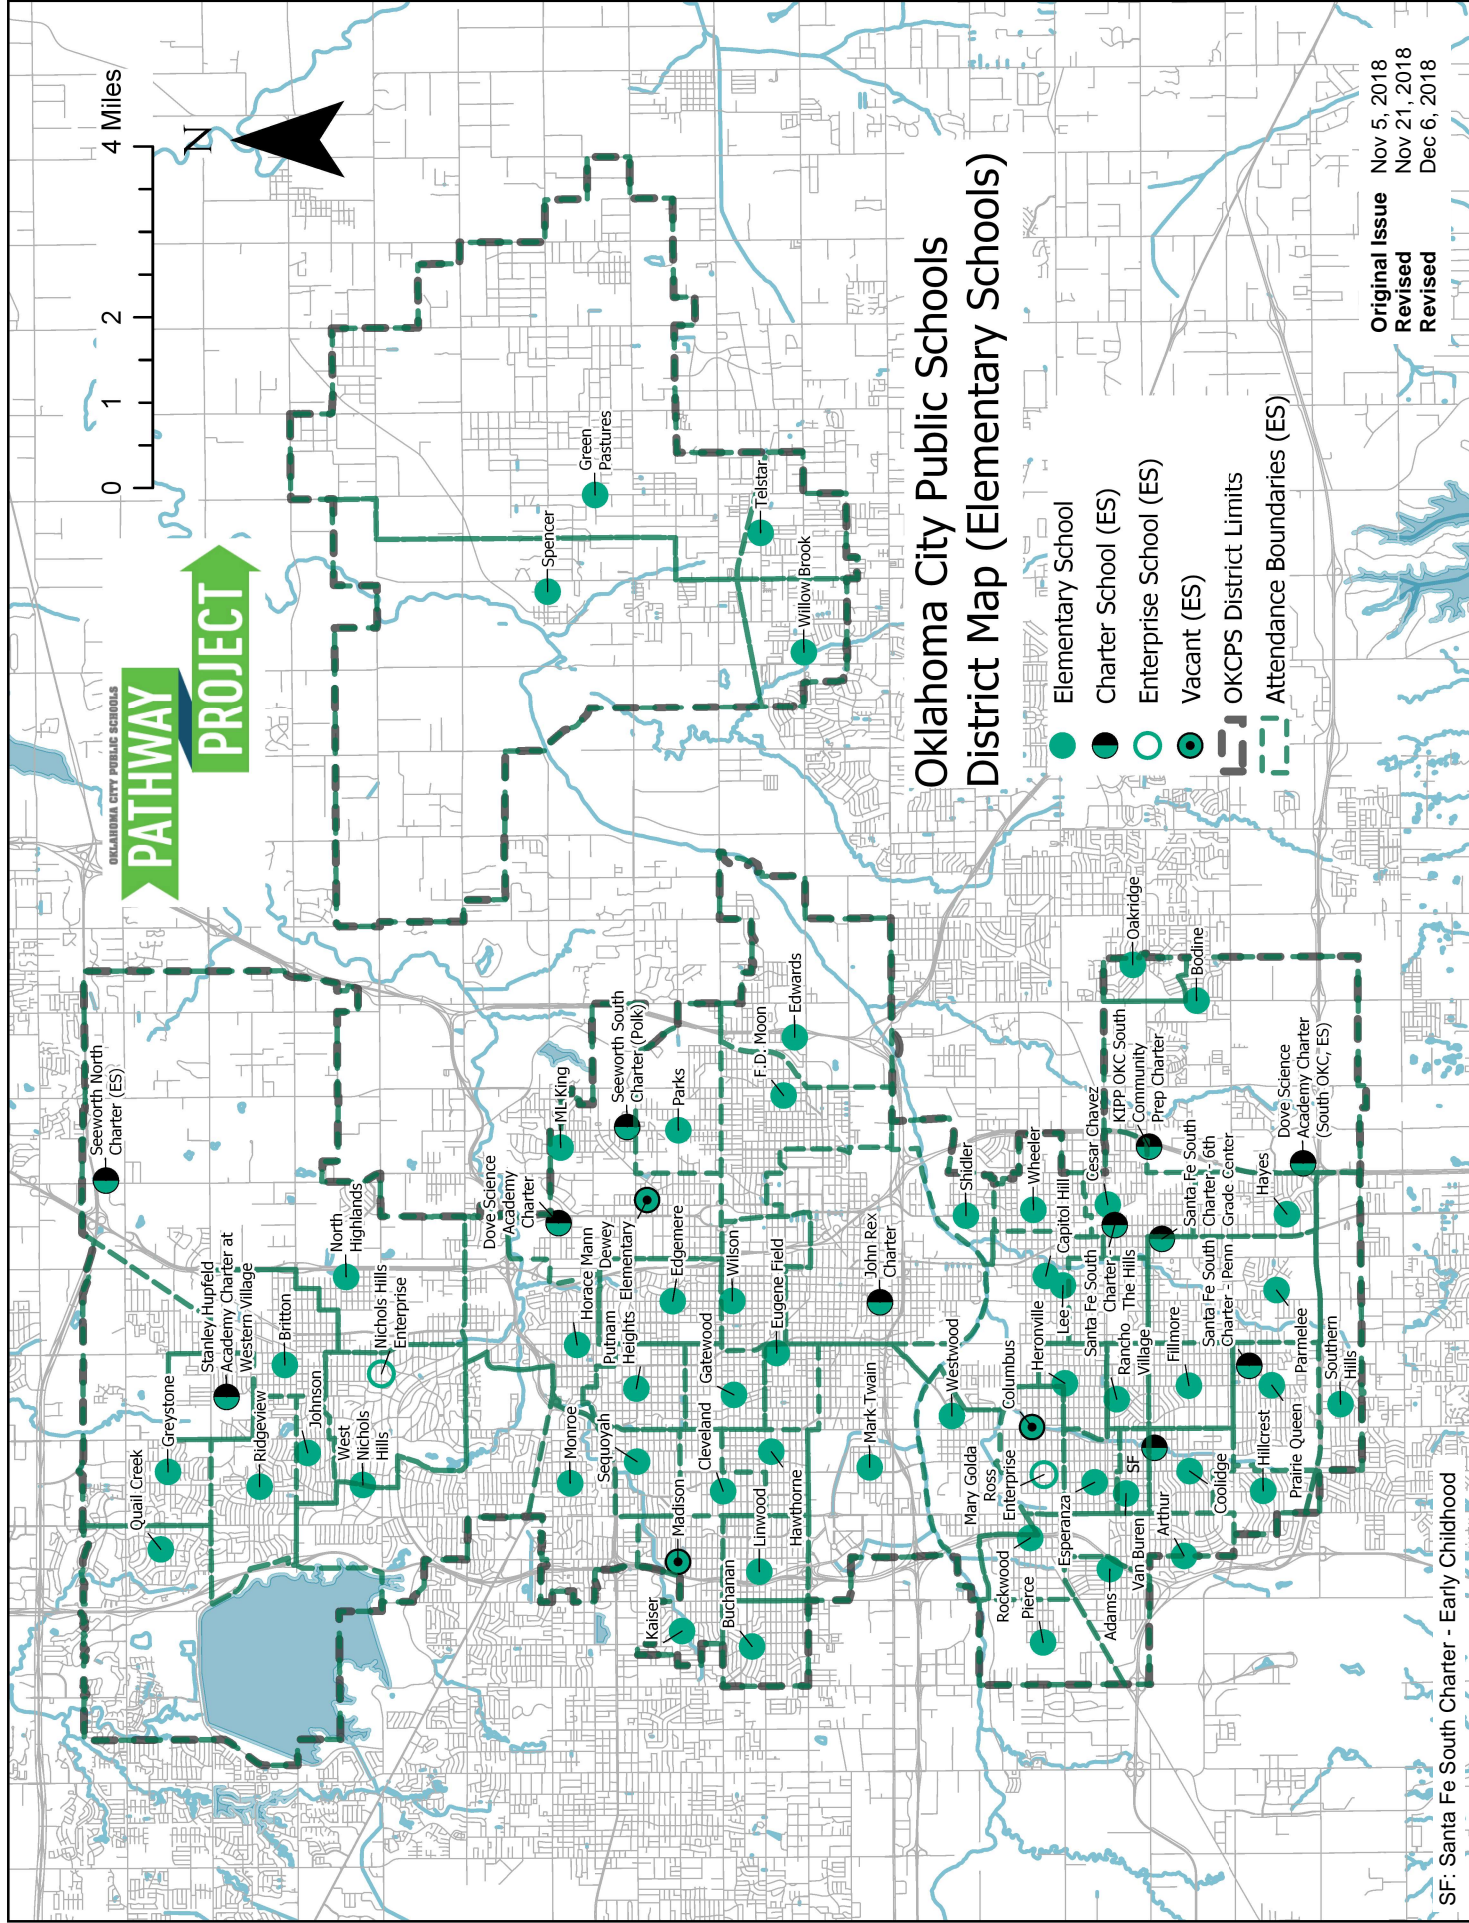 OKLAHOMA CITY PUBLIC SCHOOLS
PATHWAY
PROJECT
0 1 2 4 Miles
N
Seeworth North
Charter (ES)
Quail Creek
Greystone
Stanley Hupfeld
Academy Charter at
Western Village
Ridgeview
Britton
Johnson
North
Highlands
West
Nichols
Hills
Nichols Hills
Enterprise
Dove Science
Academy
Charter
ML King
Spencer
Green
Pastures
Monroe
Horace Mann
Seeworth South
Charter (Polk)
Sequoyah
Putnam
Heights
Dewey
Elementary
Parks
Kaiser
Madison
Edgemere
Cleveland
Gatewood
Wilson
Buchanan
Linwood
Hawthorne
Eugene Field
F.D. Moon
Edwards
Telstar
Willow Brook
Mark Twain
John Rex
Charter
Westwood
Shidler
Oklahoma City Public Schools
District Map (Elementary Schools)
Elementary School
Charter School (ES)
Enterprise School (ES)
Vacant (ES)
OKCPS District Limits
Attendance Boundaries (ES)
Mary Golda
Ross
Enterprise
Columbus
Wheeler
Rockwood
Pierce
Heronville
Lee
Capitol Hill
Esperanza
Adams
SF
Santa Fe South
Charter -
The Hills
Cesar Chavez
Rancho
Village
KIPP OKC South
Community
Prep Charter
Oakridge
Bodine
Van Buren
Arthur
Coolidge
Fillmore
Santa Fe South
Charter - 6th
Grade Center
Santa Fe South
Charter - Penn
Hillcrest
Prairie Queen
Parmelee
Hayes
Dove Science
Academy Charter
(South OKC, ES)
Southern
Hills
Original Issue Nov 5, 2018
Revised Nov 21, 2018
Revised Dec 6, 2018
SF: Santa Fe South Charter - Early Childhood